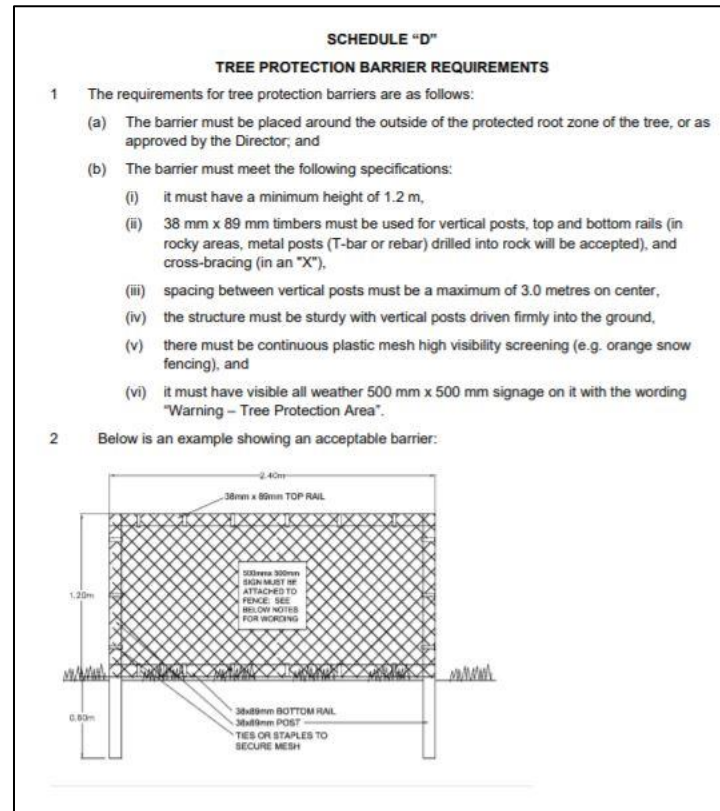 SCHEDULE “D”
TREE PROTECTION BARRIER REQUIREMENTS
1 The requirements for tree protection barriers are as follows:
(a) The barrier must be placed around the outside of the protected root zone of the tree, or as
approved by the Director; and
(b) The barrier must meet the following specifications:
(i) it must have a minimum height of 1.2 m,
(ii) 38 mm x 89 mm timbers must be used for vertical posts, top and bottom rails (in
rocky areas, metal posts (T-bar or rebar) drilled into rock will be accepted), and
cross-bracing (in an "X"),
(iii) spacing between vertical posts must be a maximum of 3.0 metres on center,
(iv) the structure must be sturdy with vertical posts driven firmly into the ground,
(v) there must be continuous plastic mesh high visibility screening (e.g. orange snow
fencing), and
(vi) it must have visible all weather 500 mm x 500 mm signage on it with the wording
“Warning – Tree Protection Area”.
2 Below is an example showing an acceptable barrier:
2.40m
38mm x 89mm TOP RAIL
1.20m
500mmx 500mm
SIGN MUST BE
ATTACHED TO
FENCE: SEE
BELOW NOTES
FOR WORDING
0.60m
38x89mm BOTTOM RAIL
38x89mm POST
TIES OR STAPLES TO
SECURE MESH